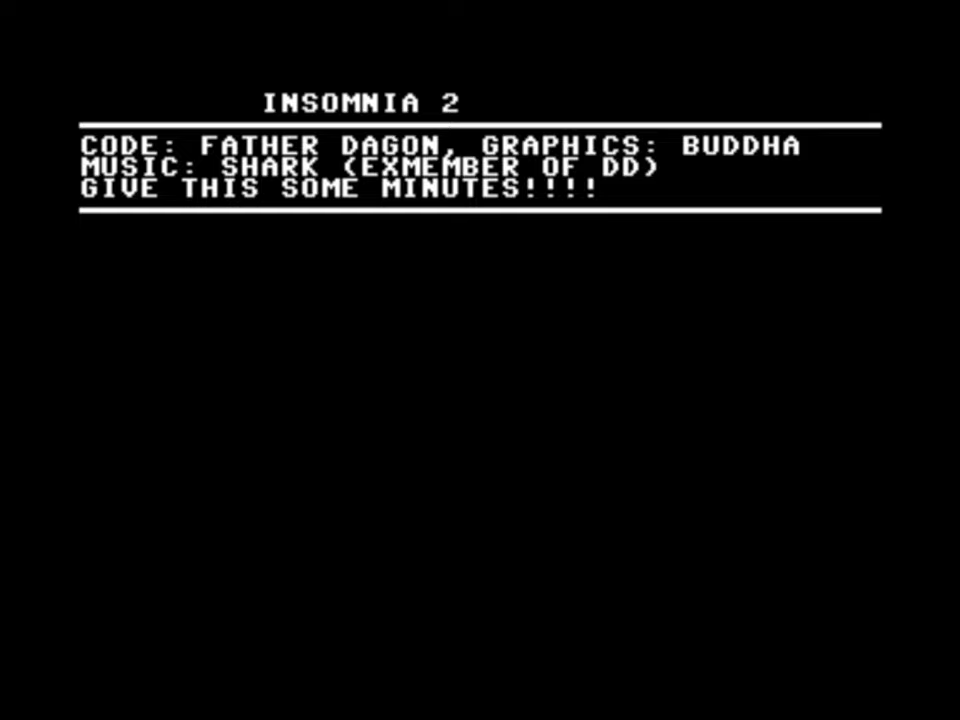 INSOMNIA 2
CODE: FATHER DAGON, GRAPHICS: BUDDHA
MUSIC: SHARK (EXMEMBER OF DD)
GIVE THIS SOME MINUTES!!!!